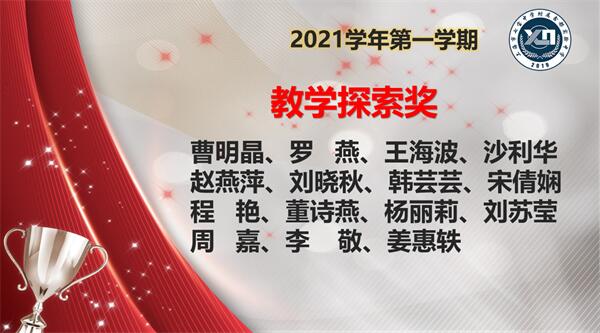 2021学年第一学期
2019
教学探索奖
曹明晶、罗 燕、王海波、沙利华
赵燕萍、刘晓秋、韩芸芸、宋倩娴
程 艳、董诗燕、杨丽莉、刘苏莹
周 嘉、李 敬、姜惠轶